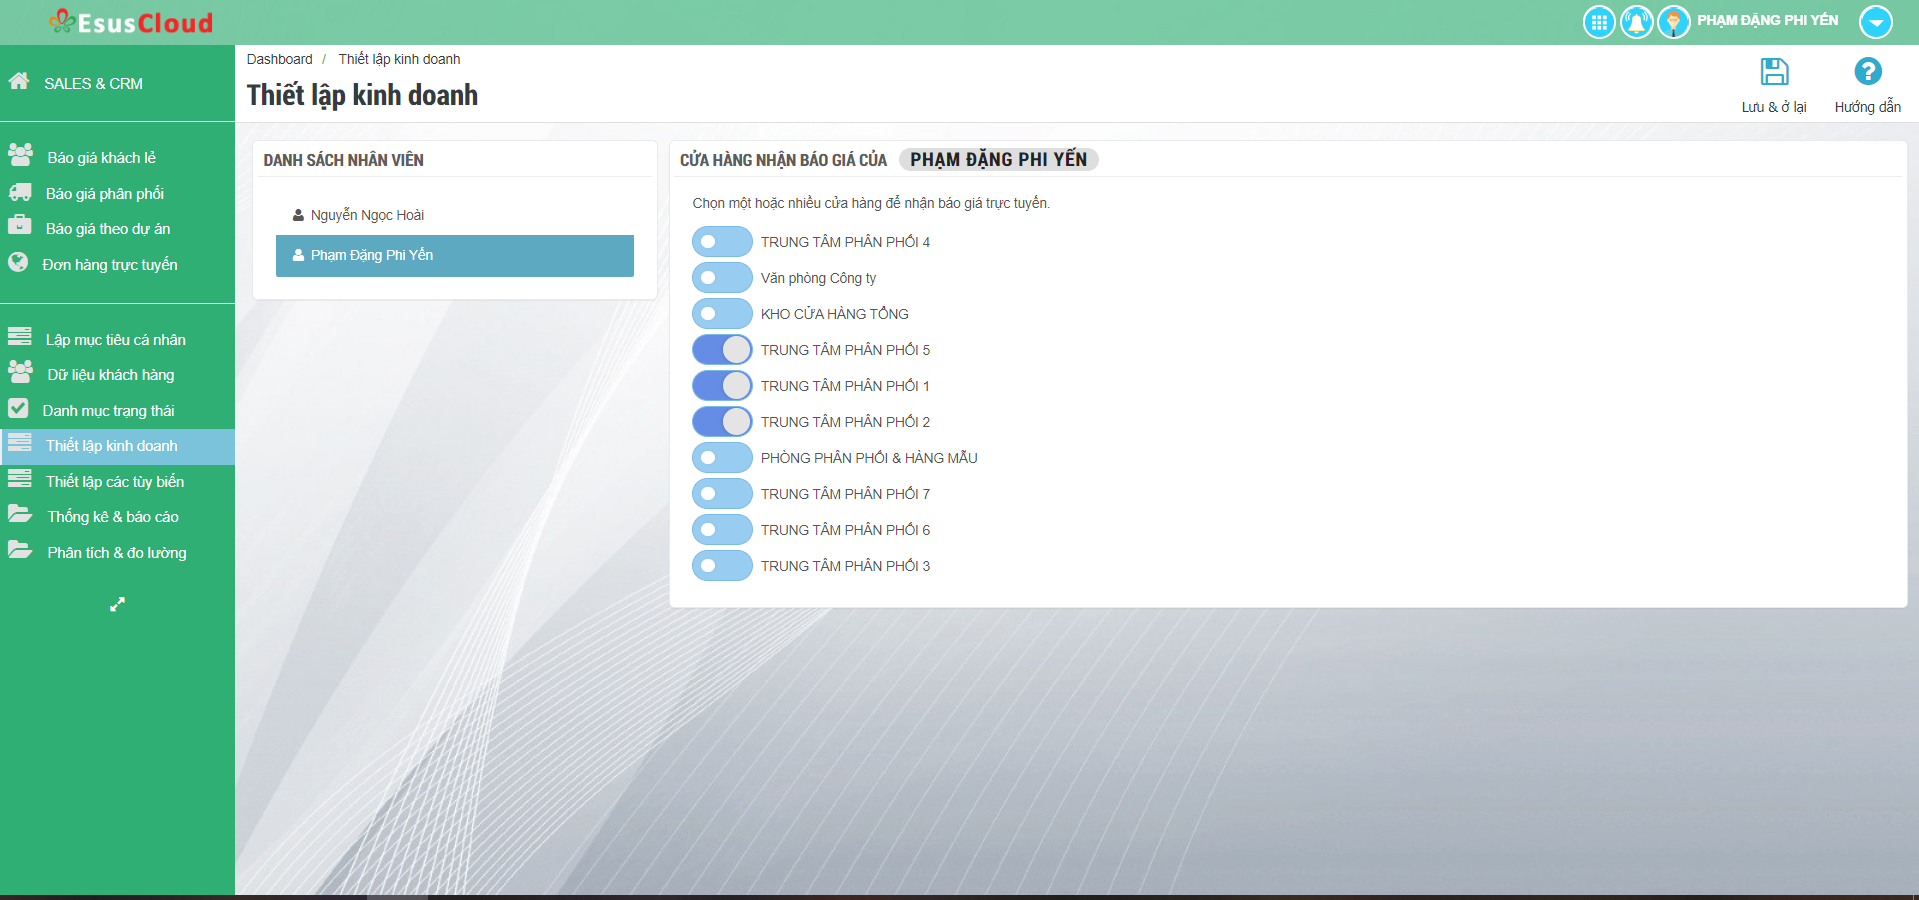 EsusCloud
PHẠM ĐẶNG PHI YẾN
SALES & CRM
Báo giá khách lẻ
Báo giá phân phối
Báo giá theo dự án
Đơn hàng trực tuyến
Lập mục tiêu cá nhân
Dữ liệu khách hàng
Danh mục trạng thái
Thiết lập kinh doanh
Thiết lập các tùy biến
Thống kê & báo cáo
Phân tích & đo lường
Dashboard / Thiết lập kinh doanh
Thiết lập kinh doanh
Lưu & ở lại
Hướng dẫn
DANH SÁCH NHÂN VIÊN
Nguyễn Ngọc Hoài
Phạm Đặng Phi Yến
CỬA HÀNG NHẬN BÁO GIÁ CỦA PHẠM ĐẶNG PHI YẾN
Chọn một hoặc nhiều cửa hàng để nhận báo giá trực tuyến.
TRUNG TÂM PHÂN PHỐI 4
Văn phòng Công ty
KHO CỬA HÀNG TỔNG
TRUNG TÂM PHÂN PHỐI 5
TRUNG TÂM PHÂN PHỐI 1
TRUNG TÂM PHÂN PHỐI 2
PHÒNG PHÂN PHỐI & HÀNG MẪU
TRUNG TÂM PHÂN PHỐI 7
TRUNG TÂM PHÂN PHỐI 6
TRUNG TÂM PHÂN PHỐI 3